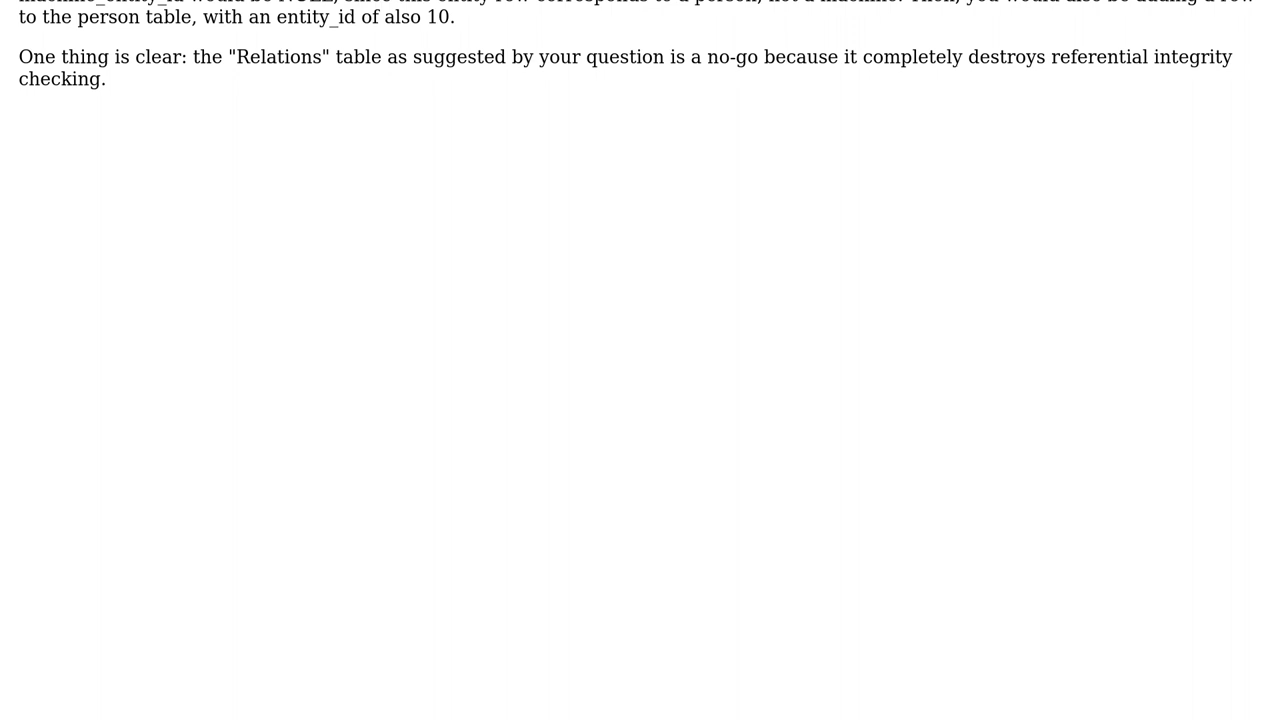 to the person table, with an entity_id of also 10.
One thing is clear: the "Relations" table as suggested by your question is a no-go because it completely destroys referential integrity
checking.